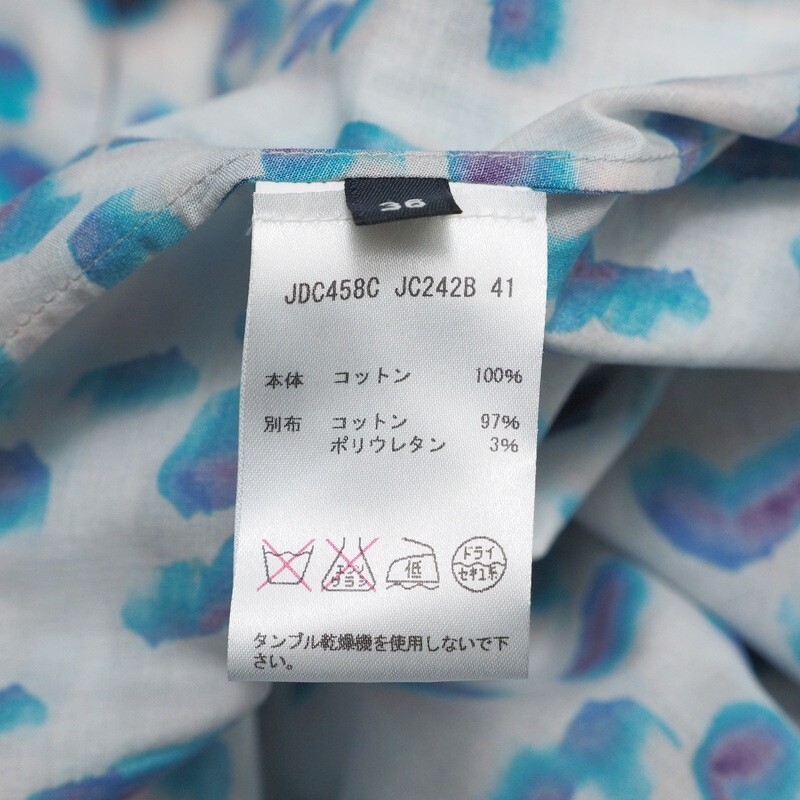 36
JDC458C JC242B 41
本体 コットン 100%
別布 コットン 97%
ポリウレタン 3%
エンソ
サラシ
低
ドライ
セキユ系
タンブル乾燥機を使用しないで下
さい。